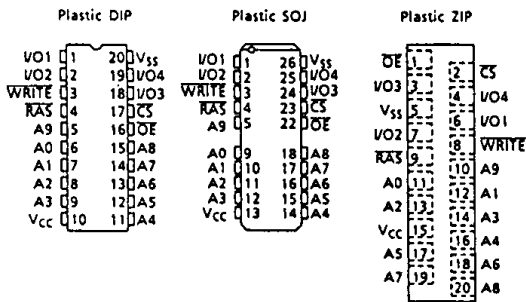 Plastic DIP
I/O1 1 20 VSS
I/O2 2 19 I/O4
WRITE 3 18 I/O3
RAS 4 17 CS
A9 5 16 OE
A0 6 15 A8
A1 7 14 A7
A2 8 13 A6
A3 9 12 A5
VCC 10 11 A4
Plastic SOJ
I/O1 1 26 VSS
I/O2 2 25 I/O4
WRITE 3 24 I/O3
RAS 4 23 CS
A9 5 22 OE
A0 9 18 A8
A1 10 17 A7
A2 11 16 A6
A3 12 15 A5
VCC 13 14 A4
Plastic ZIP
OE 1
2 CS
I/O3 3
4 I/O4
VSS 5
6 I/O1
I/O2 7
8 WRITE
RAS 9
10 A9
A0 11
12 A1
A2 13
14 A3
VCC 15
16 A4
A5 17
18 A6
A7 19
20 A8